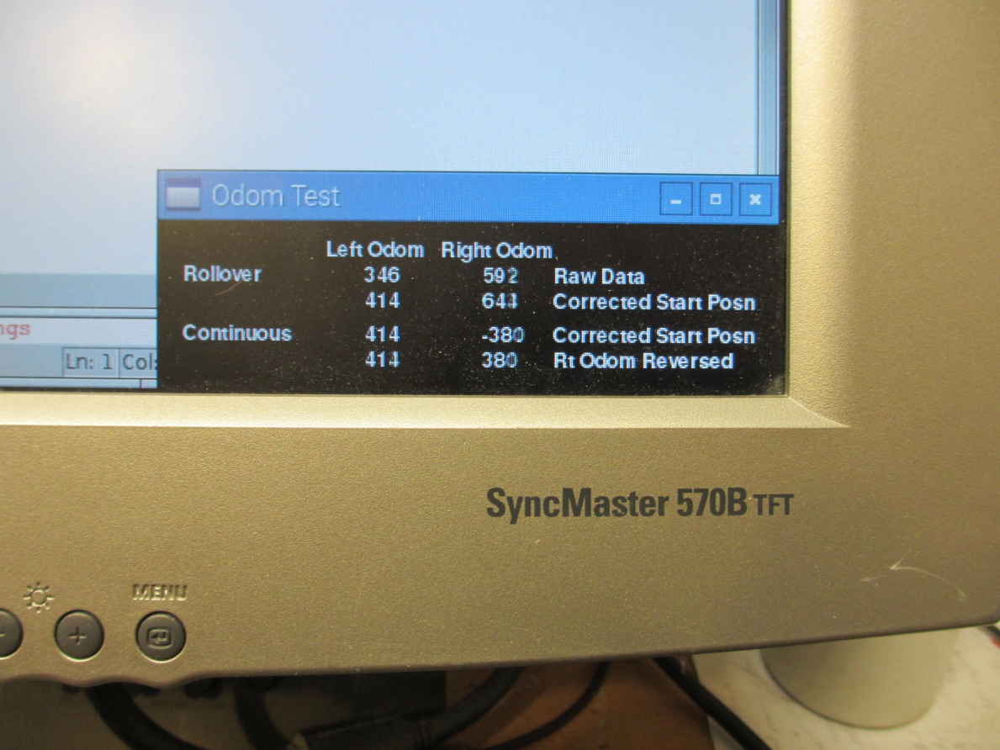 Odom Test
Left Odom Right Odom
Rollover 346 592 Raw Data
414 644 Corrected Start Posn
Continuous 414 -380 Corrected Start Posn
414 380 Rt Odom Reversed
ngs
Ln: 1 Col:
SyncMaster 570B TFT
MENU